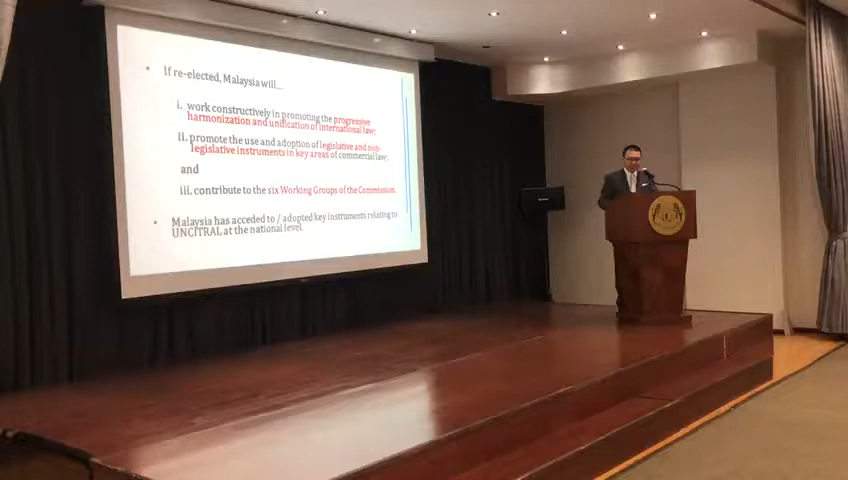 • If re-elected, Malaysia will...
i. work constructively in promoting the progressive
harmonization and unification of international law;
ii. promote the use and adoption of legislative and non-
legislative instruments in key areas of commercial law;
and
iii. contribute to the six Working Groups of the Commission.
• Malaysia has acceded to / adopted key instruments relating to
UNCITRAL at the national level.